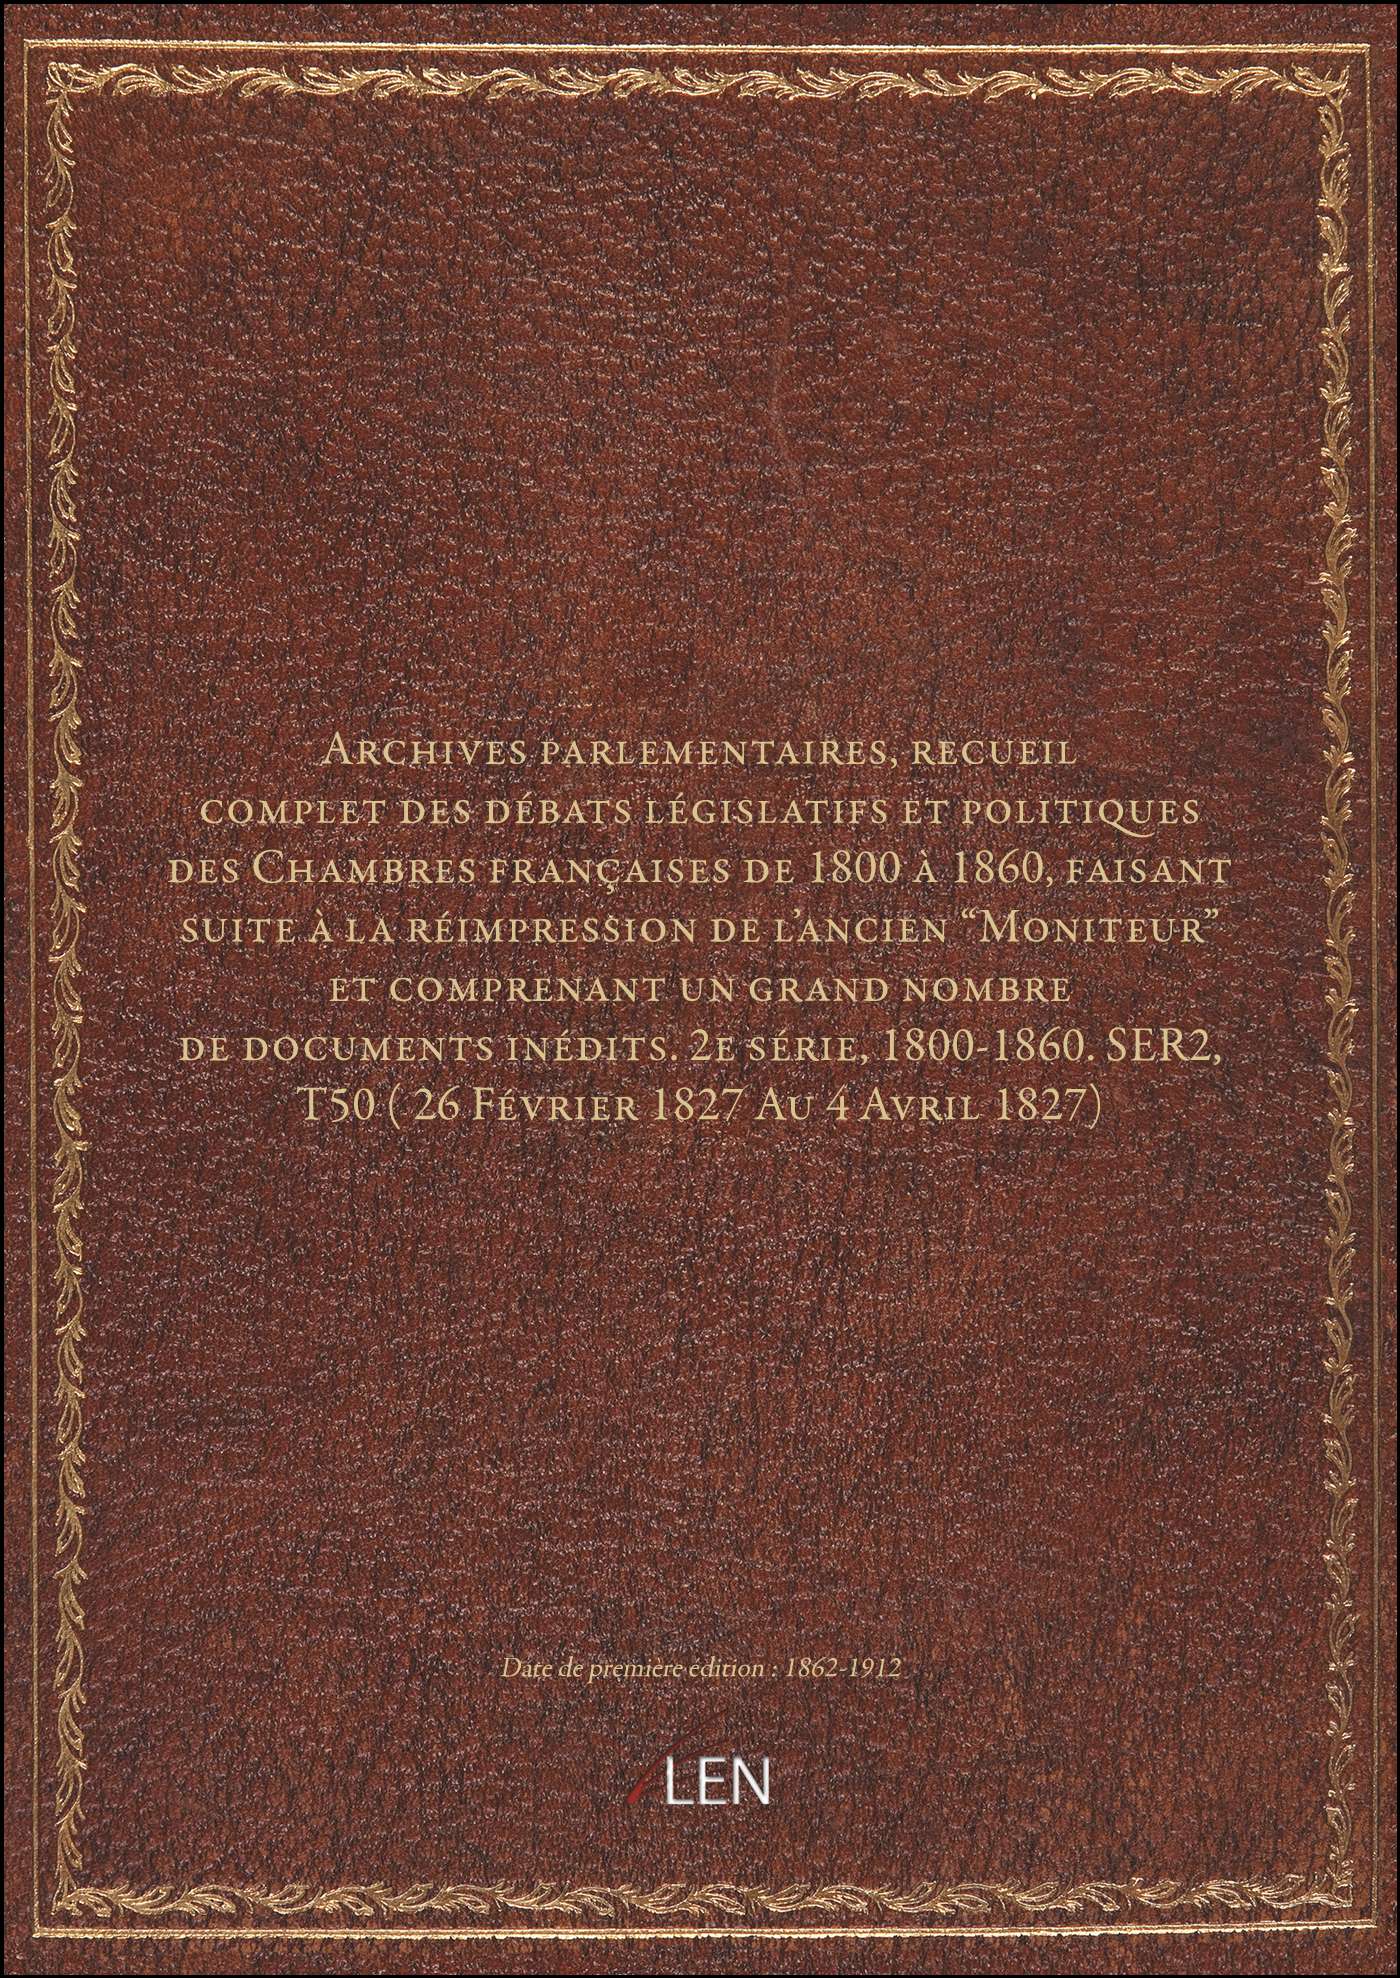 Archives parlementaires, recueil
complet des débats législatifs et politiques
des Chambres françaises de 1800 à 1860, faisant
suite à la réimpression de l'ancien “Moniteur”
et comprenant un grand nombre
de documents inédits. 2e série, 1800-1860. SER2,
T50 ( 26 Février 1827 Au 4 Avril 1827)
Date de première édition : 1862-1912
LEN